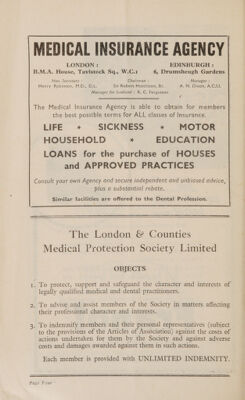 MEDICAL INSURANCE AGENCY
LONDON : EDINBURGH :
B.M.A. House, Tavistock Sq., W.C.1 6, Drumsheugh Gardens
Hon. Secretary : Chairman : Manager :
Henry Robinson, M.D., D.L. Sir Robert Hutchison, Bt. A. N. Dixon, A.C.I.I.
Manager for Scotland : R. C. Fergusson
The Medical Insurance Agency is able to obtain for members
the best possible terms for ALL classes of Insurance.
LIFE * SICKNESS * MOTOR
HOUSEHOLD * EDUCATION
LOANS for the purchase of HOUSES
and APPROVED PRACTICES
Consult your own Agency and secure independent and unbiased advice,
plus a substantial rebate.
Similar facilities are offered to the Dental Profession.
The London & Counties
Medical Protection Society Limited
OBJECTS
1. To protect, support and safeguard the character and interests of
legally qualified medical and dental practitioners.
2. To advise and assist members of the Society in matters affecting
their professional character and interests.
3. To indemnify members and their personal representatives (subject
to the provisions of the Articles of Association) against the costs of
actions undertaken for them by the Society and against adverse
costs and damages awarded against them in such actions.
Each member is provided with UNLIMITED INDEMNITY.
Page Four